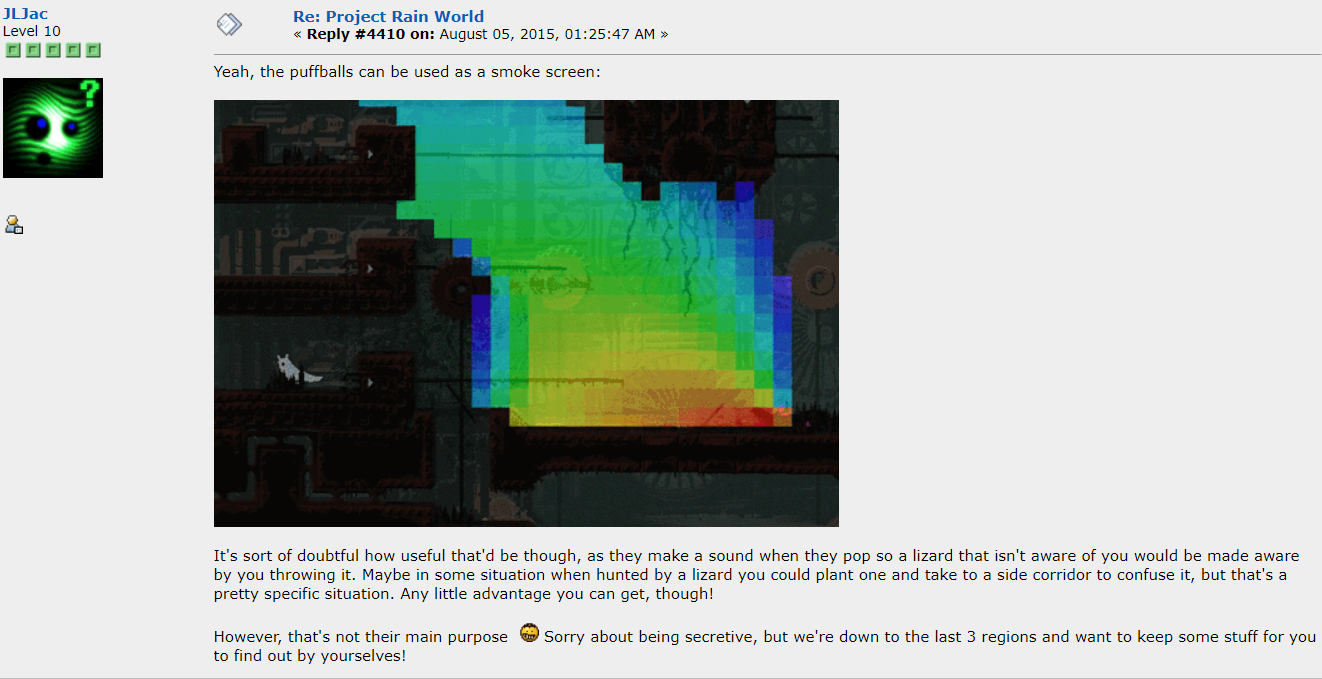 JLJac
Level 10
Re: Project Rain World
« Reply #4410 on: August 05, 2015, 01:25:47 AM »
Yeah, the puffballs can be used as a smoke screen:
?
It's sort of doubtful how useful that'd be though, as they make a sound when they pop so a lizard that isn't aware of you would be made aware
by you throwing it. Maybe in some situation when hunted by a lizard you could plant one and take to a side corridor to confuse it, but that's a
pretty specific situation. Any little advantage you can get, though!
However, that's not their main purpose Sorry about being secretive, but we're down to the last 3 regions and want to keep some stuff for you
to find out by yourselves!